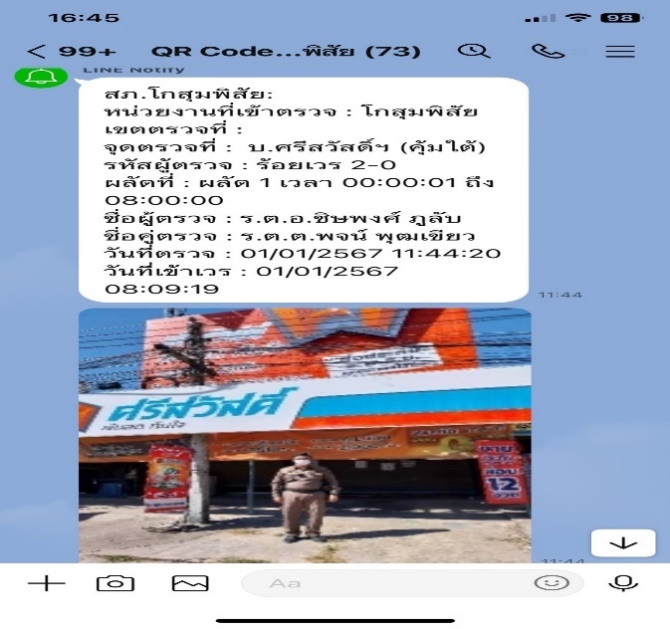 16:45
98
< 99+ QR Code...พิสัย (73)
LINE Notify
สภ.โกสุมพิสัย:
หน่วยงานที่เข้าตรวจ : โกสุมพิสัย
เขตตรวจที่ :
จุดตรวจที่ : บ.ศรีสวัสดิ์ฯ (คุ้มใต้)
รหัสผู้ตรวจ : ร้อยเวร 2-0
ผลัดที่ : ผลัด 1 เวลา 00:00:01 ถึง
08:00:00
ชื่อผู้ตรวจ : ร.ต.อ.ชิษพงศ์ ภูลับ
ชื่อคู่ตรวจ : ร.ต.ต.พจน์ พุฒเขียว
วันที่ตรวจ : 01/01/2567 11:44:20
วันที่เข้าเวร : 01/01/2567
08:09:19
11:44
ศรีสวัสดิ์
12
11:44
Aa